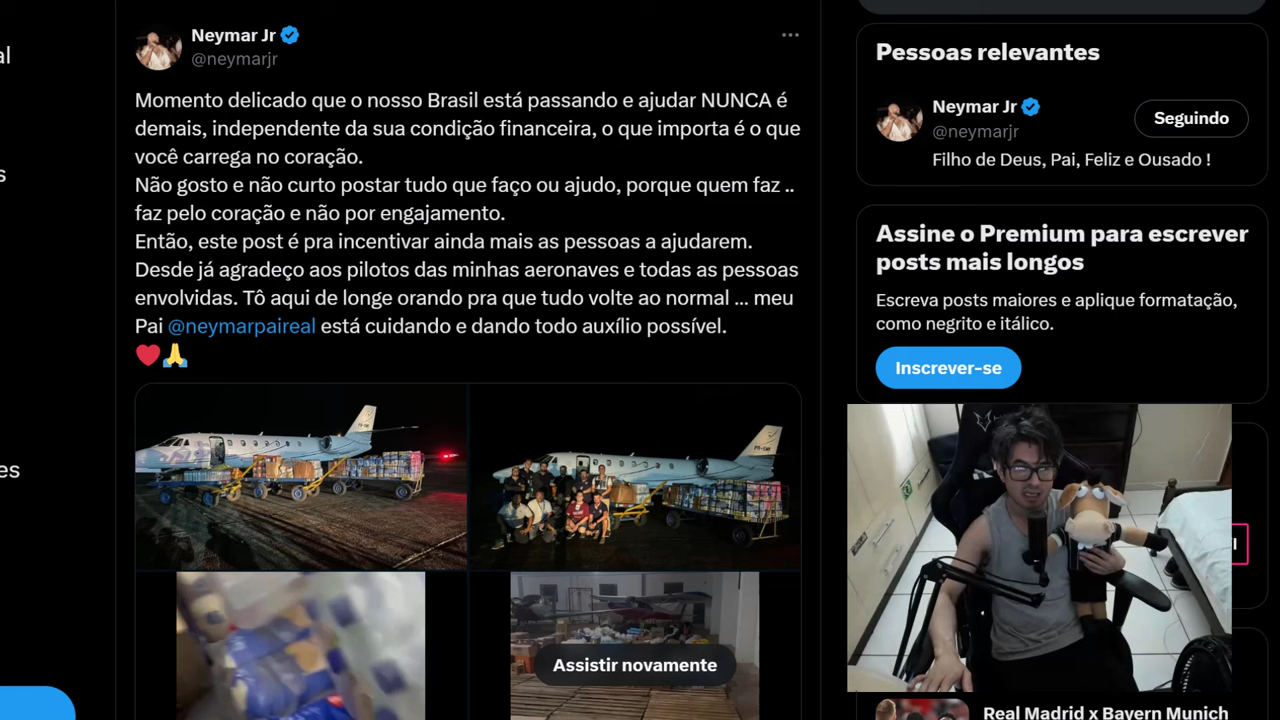 al
s
es
Neymar Jr
@neymarjr
Momento delicado que o nosso Brasil está passando e ajudar NUNCA é
demais, independente da sua condição financeira, o que importa é o que
você carrega no coração.
Não gosto e não curto postar tudo que faço ou ajudo, porque quem faz ..
faz pelo coração e não por engajamento.
Então, este post é pra incentivar ainda mais as pessoas a ajudarem.
Desde já agradeço aos pilotos das minhas aeronaves e todas as pessoas
envolvidas. Tô aqui de longe orando pra que tudo volte ao normal ... meu
Pai @neymarpaireal está cuidando e dando todo auxílio possível.
❤️🙏
Assistir novamente
Pessoas relevantes
Neymar Jr
@neymarjr
Seguindo
Filho de Deus, Pai, Feliz e Ousado !
Assine o Premium para escrever
posts mais longos
Escreva posts maiores e aplique formatação,
como negrito e itálico.
Inscrever-se
Real Madrid x Bayern Munich